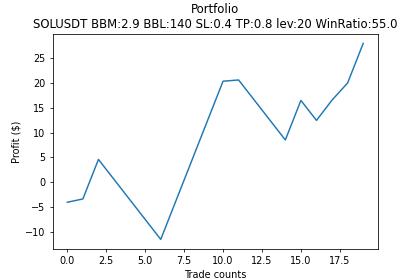 Portfolio
SOLUSDT BBM:2.9 BBL:140 SL:0.4 TP:0.8 lev:20 WinRatio:55.0
25
20
15
10
5
0
−5
−10
Profit ($)
0.0 2.5 5.0 7.5 10.0 12.5 15.0 17.5
Trade counts